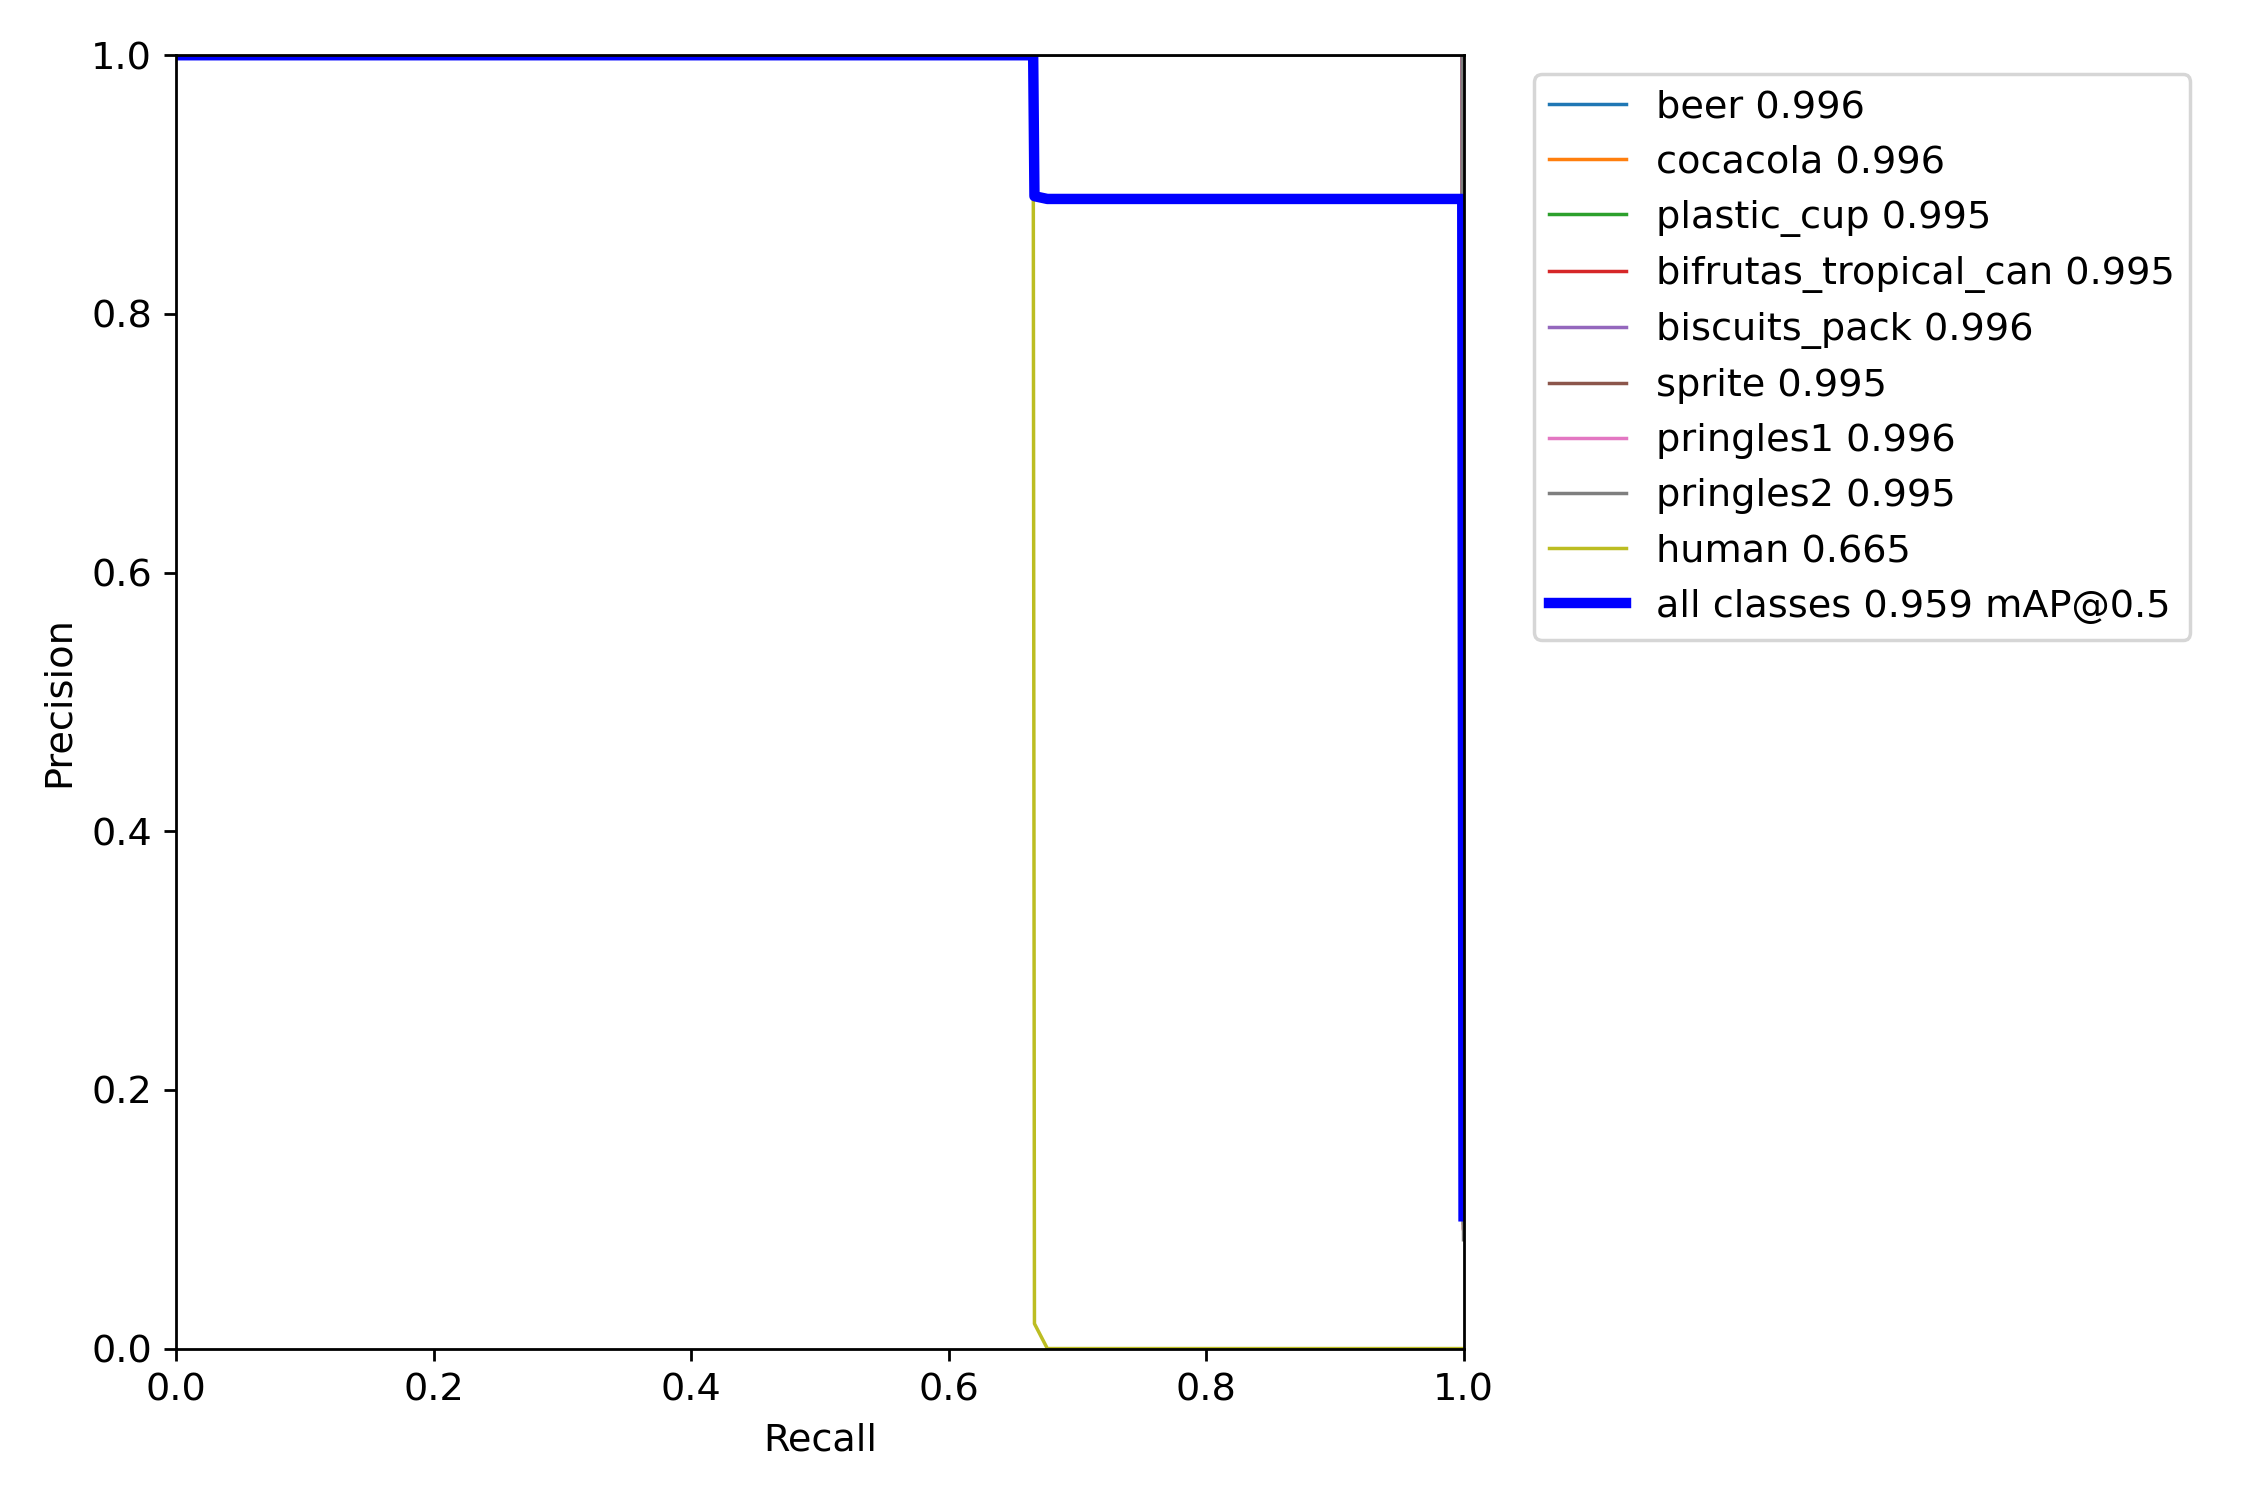 1.0
0.8
0.6
0.4
0.2
0.0
Precision
0.0 0.2 0.4 0.6 0.8 1.0
Recall
beer 0.996
cocacola 0.996
plastic_cup 0.995
bifrutas_tropical_can 0.995
biscuits_pack 0.996
sprite 0.995
pringles1 0.996
pringles2 0.995
human 0.665
all classes 0.959 mAP@0.5